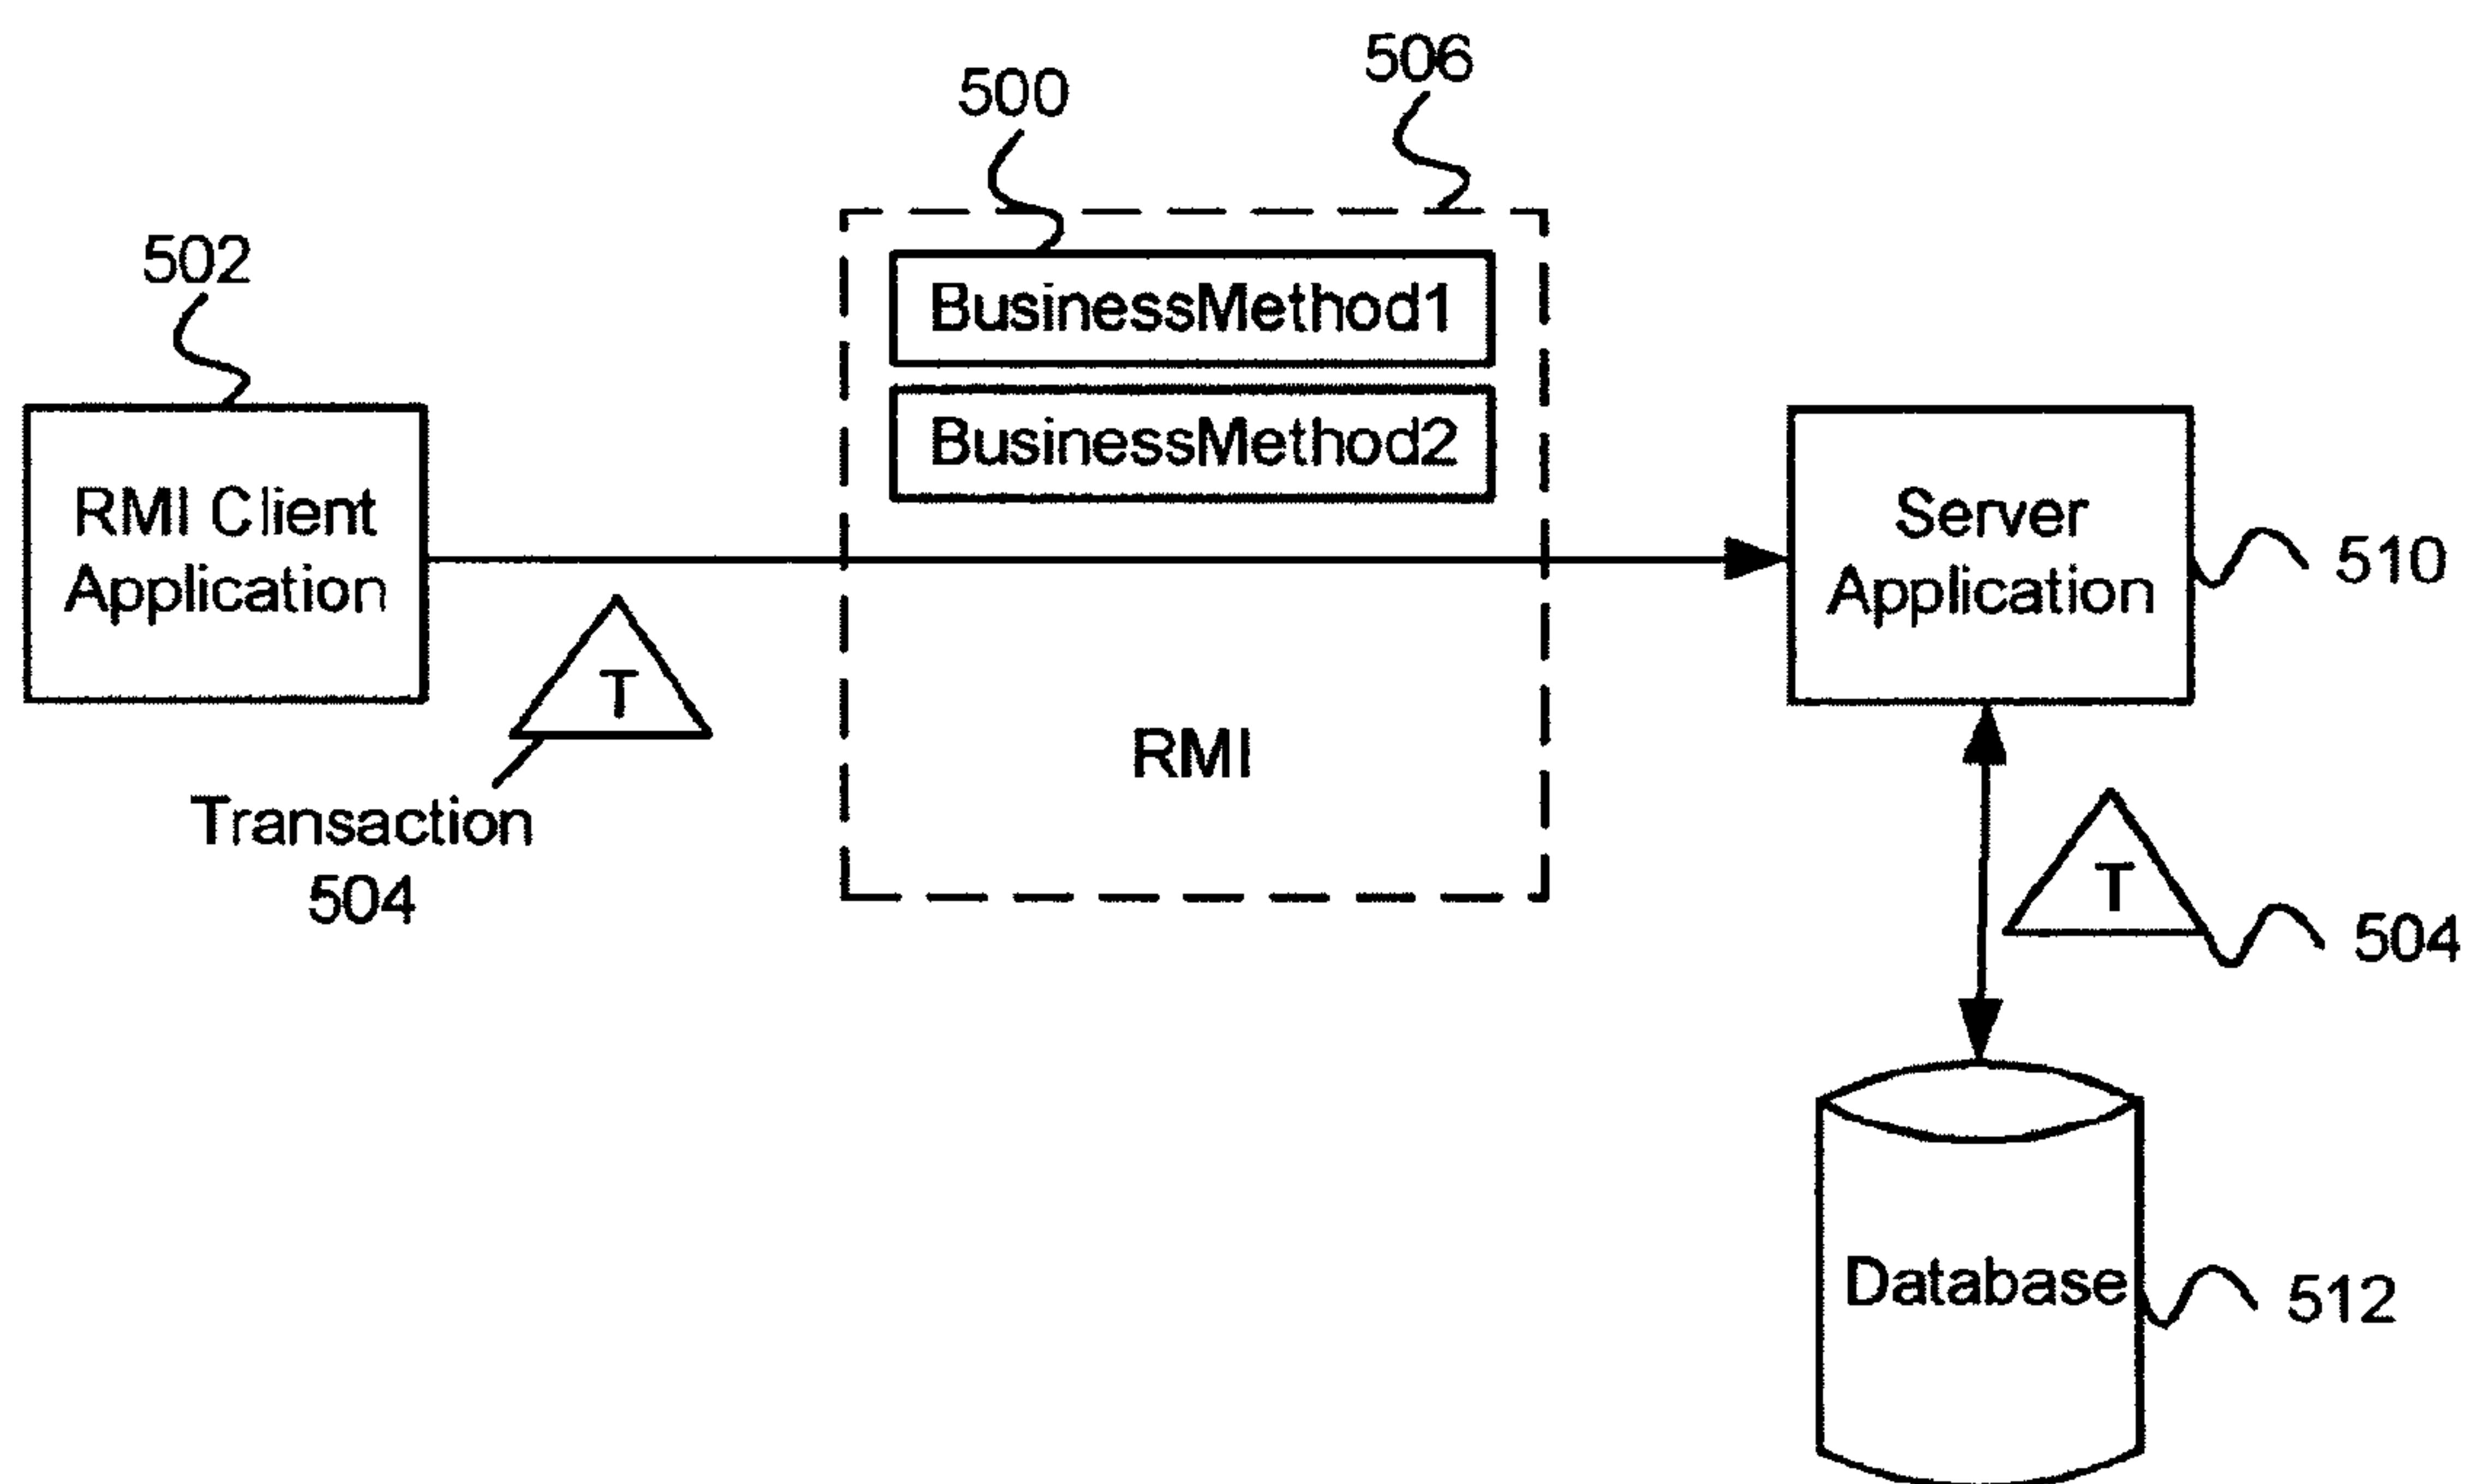 506
500
502
BusinessMethod1
BusinessMethod2
RMI Client
Application
Server
Application
510
T
Transaction
504
RMI
T
504
Database
512